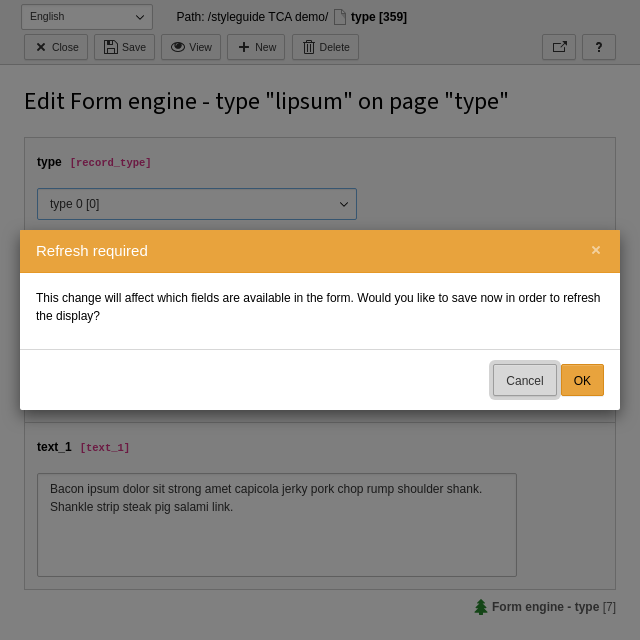 English
Path: /styleguide TCA demo/ type [359]
Close Save View New Delete ?
Edit Form engine - type "lipsum" on page "type"
type [record_type]
type 0 [0]
Refresh required ×
This change will affect which fields are available in the form. Would you like to save now in order to refresh
the display?
Cancel OK
text_1 [text_1]
Bacon ipsum dolor sit strong amet capicola jerky pork chop rump shoulder shank.
Shankle strip steak pig salami link.
Form engine - type [7]